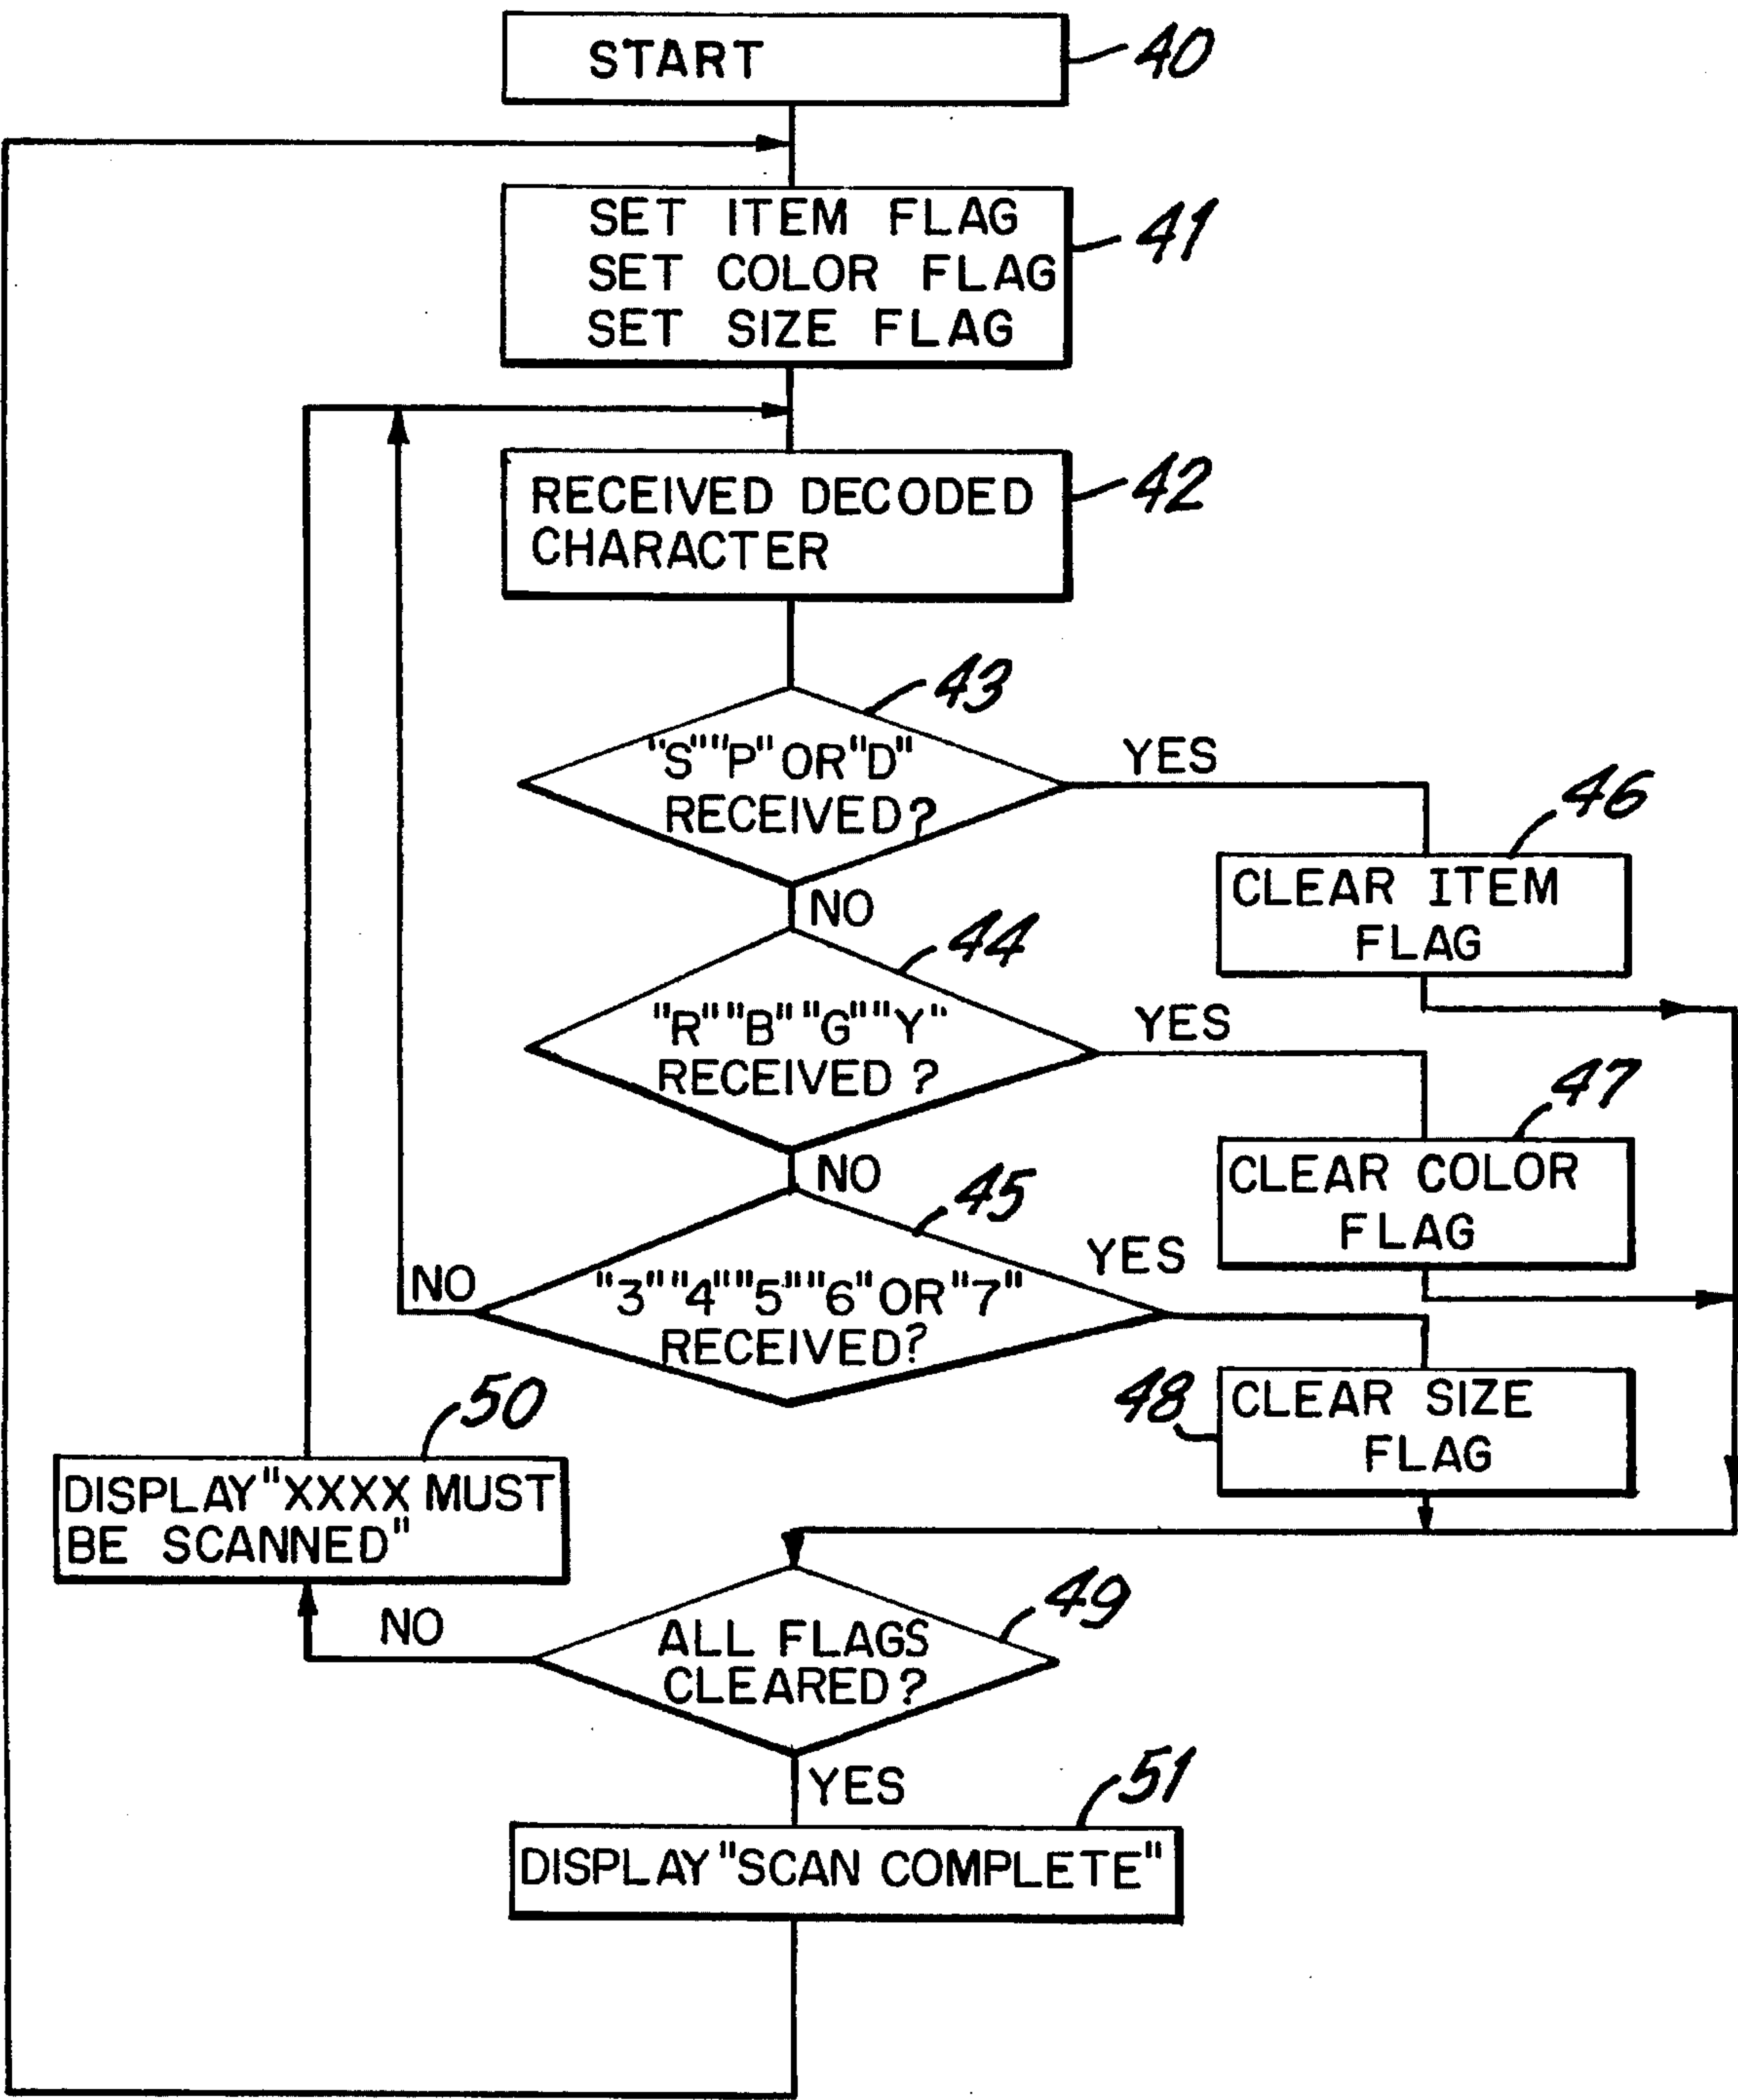 START
40
SET ITEM FLAG
SET COLOR FLAG
SET SIZE FLAG
41
RECEIVED DECODED
CHARACTER
42
43
"S""P" OR "D"
RECEIVED?
YES
46
CLEAR ITEM
FLAG
NO
44
"R""B""G""Y"
RECEIVED ?
YES
47
CLEAR COLOR
FLAG
NO
45
"3""4""5""6" OR "7"
RECEIVED?
NO
YES
48
CLEAR SIZE
FLAG
50
DISPLAY "XXXX MUST
BE SCANNED"
NO
49
ALL FLAGS
CLEARED?
YES
51
DISPLAY "SCAN COMPLETE"